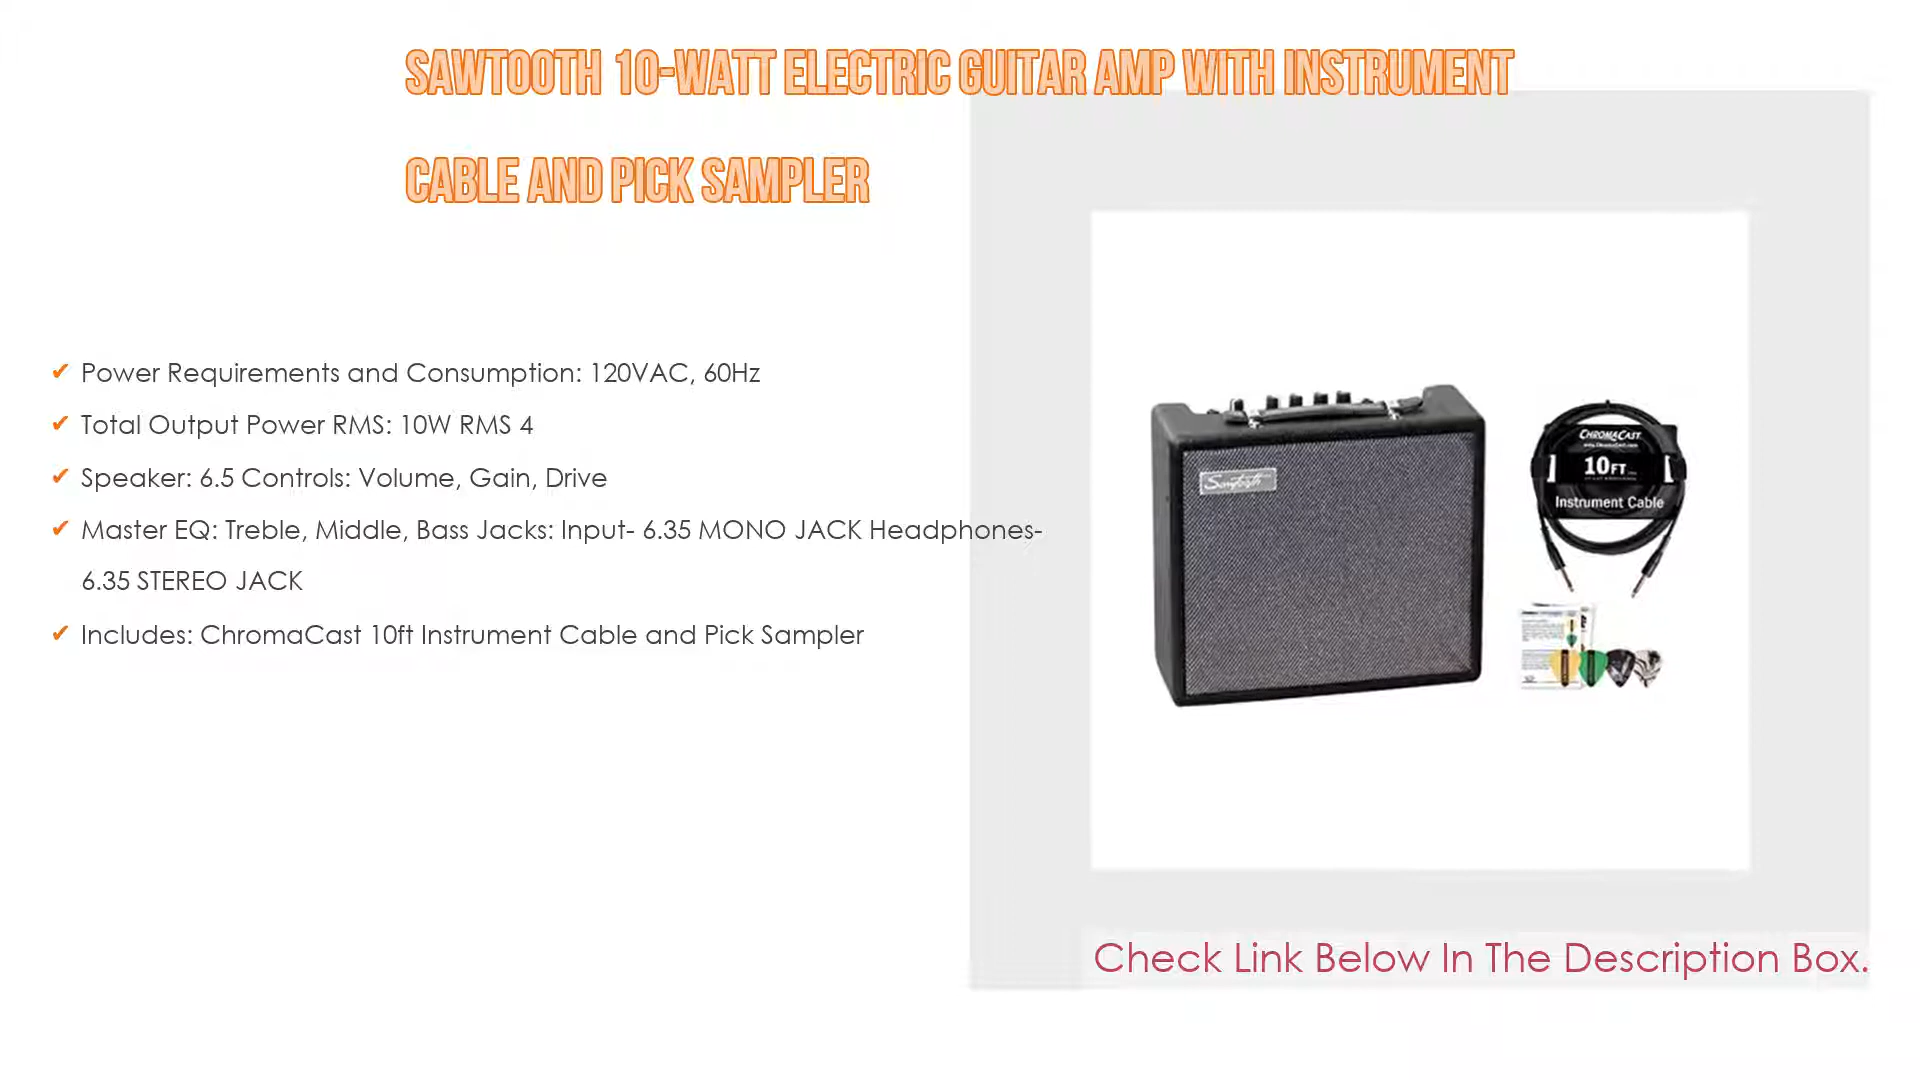 SAWTOOTH 10-WATT ELECTRIC GUITAR AMP WITH INSTRUMENT
CABLE AND PICK SAMPLER
✔ Power Requirements and Consumption: 120VAC, 60Hz
✔ Total Output Power RMS: 10W RMS 4
✔ Speaker: 6.5 Controls: Volume, Gain, Drive
✔ Master EQ: Treble, Middle, Bass Jacks: Input- 6.35 MONO JACK Headphones-
6.35 STEREO JACK
✔ Includes: ChromaCast 10ft Instrument Cable and Pick Sampler
Sawtooth
CHROMACAST
www.ChromaCast.com
10FT
Instrument Cable
Check Link Below In The Description Box.